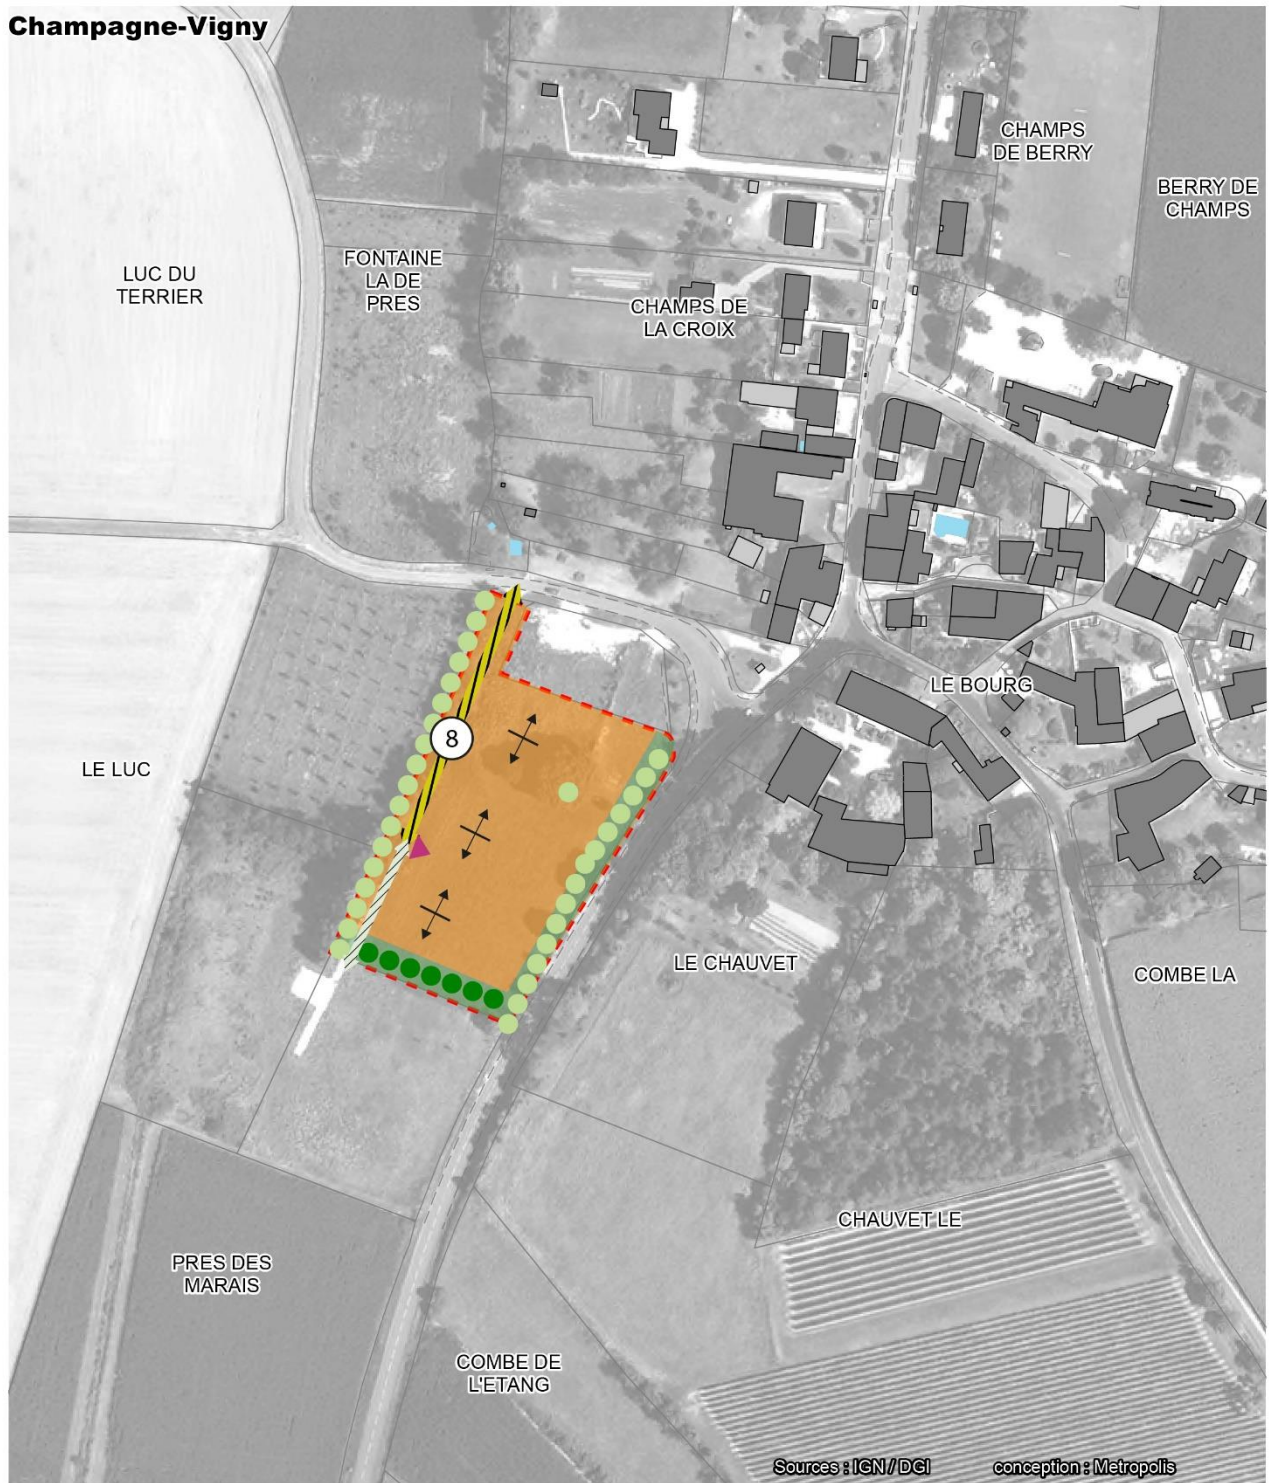 Champagne-Vigny
CHAMPS
DE BERRY
BERRY DE
CHAMPS
LUC DU
TERRIER
FONTAINE
LA DE
PRES
CHAMPS DE
LA CROIX
LE BOURG
8
LE LUC
LE CHAUVET
COMBE LA
CHAUVET LE
PRES DES
MARAIS
COMBE DE
L'ETANG
Sources : IGN / DGI
conception : Metropolis